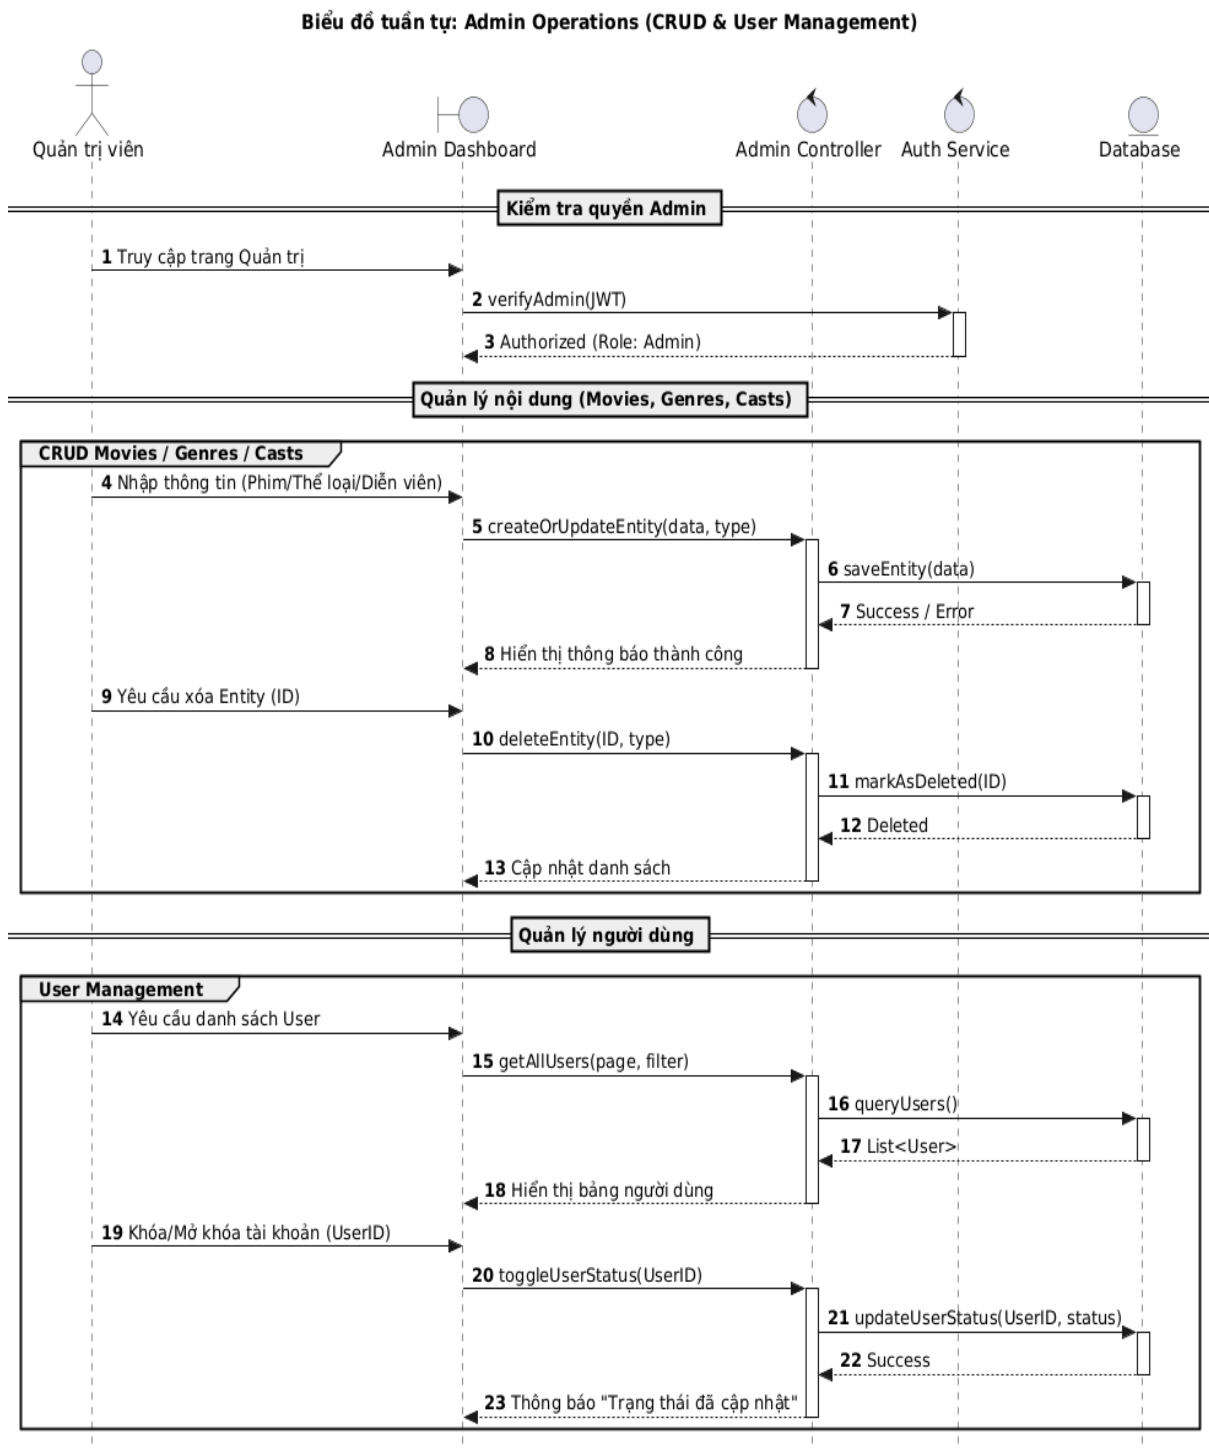 Biểu đồ tuần tự: Admin Operations (CRUD & User Management)
Quản trị viên
Admin Dashboard
Admin Controller
Auth Service
Database
Kiểm tra quyền Admin
1 Truy cập trang Quản trị
2 verifyAdmin(JWT)
3 Authorized (Role: Admin)
Quản lý nội dung (Movies, Genres, Casts)
CRUD Movies / Genres / Casts
4 Nhập thông tin (Phim/Thể loại/Diễn viên)
5 createOrUpdateEntity(data, type)
6 saveEntity(data)
7 Success / Error
8 Hiển thị thông báo thành công
9 Yêu cầu xóa Entity (ID)
10 deleteEntity(ID, type)
11 markAsDeleted(ID)
12 Deleted
13 Cập nhật danh sách
Quản lý người dùng
User Management
14 Yêu cầu danh sách User
15 getAllUsers(page, filter)
16 queryUsers()
17 List<User>
18 Hiển thị bảng người dùng
19 Khóa/Mở khóa tài khoản (UserID)
20 toggleUserStatus(UserID)
21 updateUserStatus(UserID, status)
22 Success
23 Thông báo "Trạng thái đã cập nhật"